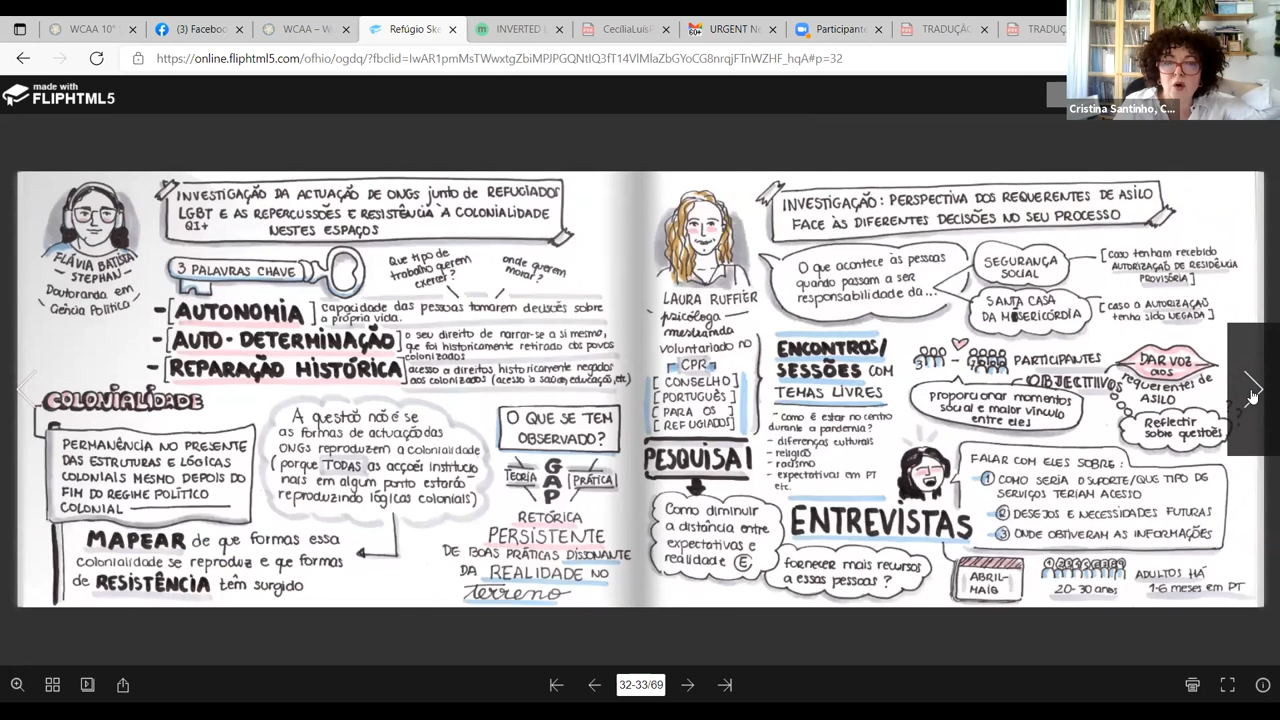 WCAA 10°
(3) Faceboo
WCAA – W
Refúgio Ske
INVERTED
CecíliaLuísP
URGENT Ne
Participante
TRADUÇÃ
TRADUÇ
https://online.fliphtml5.com/ofhio/ogdq/?fbclid=IwAR1pmMsTWwxtgZbiMPJPGQNtIQ3fT14VlMlaZbGYoCG8nrqjFTnWZHF_hqA#p=32
Cristina Santinho, C...
made with
FLIPHTML5
FLÁVIA BATISTA
STEPHAN
Doutoranda em
Ciência Política
INVESTIGAÇÃO DA ACTUAÇÃO DE ONGS junto de REFUGIADOS
LGBT E AS REPERCUSSÕES E RESISTÊNCIA À COLONIALIDADE
QI+
NESTES ESPAÇOS
3 PALAVRAS CHAVE
Que tipo de
trabalho querem
exercer?
onde querem
morar?
- [AUTONOMIA] capacidade das pessoas tomarem decisões sobre
a própria vida.
- [AUTO-DETERMINAÇÃO] o seu direito de narrar-se a si mesmo,
que foi historicamente retirado dos povos
colonizados
- [REPARAÇÃO HISTÓRICA] acesso a direitos historicamente negados
aos colonizados (acesso à saúde, educação, etc)
COLONIALIDADE
PERMANÊNCIA NO PRESENTE
DAS ESTRUTURAS E LÓGICAS
COLONIAIS MESMO DEPOIS DO
FIM DO REGIME POLÍTICO
COLONIAL
A questão não é se
as formas de actuação das
ONGs reproduzem a colonialidade
(porque TODAS as acções institucio
nais em algum ponto estarão
reproduzindo lógicas coloniais)
MAPEAR de que formas essa
colonialidade se reproduz e que formas
de RESISTÊNCIA têm surgido
O QUE SE TEM
OBSERVADO?
TEORIA
GAP
PRÁTICA
RETÓRICA
PERSISTENTE
DE BOAS PRÁTICAS DISSONANTE
DA REALIDADE NO
terreno
LAURA RUFFIER
psicóloga
mestranda
voluntariado no
CPR
[CONSELHO]
[PORTUGUÊS]
[PARA OS]
[REFUGIADOS]
INVESTIGAÇÃO: PERSPECTIVA DOS REQUERENTES DE ASILO
FACE ÀS DIFERENTES DECISÕES NO SEU PROCESSO
O que acontece às pessoas
quando passam a ser
responsabilidade da...
SEGURANÇA
SOCIAL
[caso tenham recebido
AUTORIZAÇÃO DE RESIDÊNCIA
PROVISÓRIA]
SANTA CASA
DA MISERICÓRDIA
[caso a AUTORIZAÇÃO
tenha sido NEGADA]
PESQUISA!
Como diminuir
a distância entre
expectativas e
realidade (E,
fornecer mais recursos
a essas pessoas?
ENCONTROS/
SESSÕES COM
TEMAS LIVRES
- Como é estar no centro
durante a pandemia?
- diferenças culturais
- religião
- racismo
- expectativas em PT
etc.
PARTICIPANTES
OBJECTIVOS
proporcionar momentos
social e maior vínculo
entre eles
DAR VOZ
aos
requerentes de
ASILO
Reflectir
sobre questões
ENTREVISTAS
FALAR COM ELES SOBRE:
1 COMO SERIA O SUPORTE/QUE TIPO DE
SERVIÇOS TERIAM ACESSO
2 DESEJOS E NECESSIDADES FUTURAS
3 ONDE OBTIVERAM AS INFORMAÇÕES
ABRIL-
MAIO
20-30 anos
ADULTOS HÁ
1-6 meses em PT
32-33/69